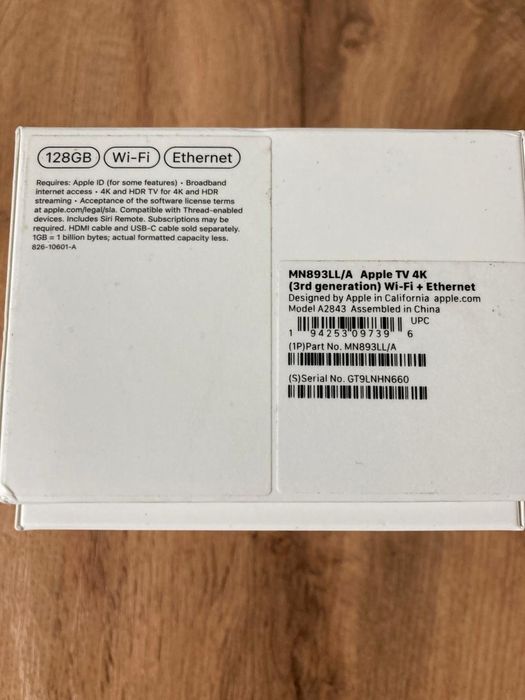 128GB Wi-Fi Ethernet
Requires: Apple ID (for some features) • Broadband
internet access • 4K and HDR TV for 4K and HDR
streaming • Acceptance of the software license terms
at apple.com/legal/sla. Compatible with Thread-enabled
devices. Includes Siri Remote. Subscriptions may be
required. HDMI cable and USB-C cable sold separately.
1GB = 1 billion bytes; actual formatted capacity less.
826-10601-A
MN893LL/A Apple TV 4K
(3rd generation) Wi-Fi + Ethernet
Designed by Apple in California apple.com
Model A2843 Assembled in China
UPC
1 94253 09739 6
(1P)Part No. MN893LL/A
(S)Serial No. GT9LNHN660